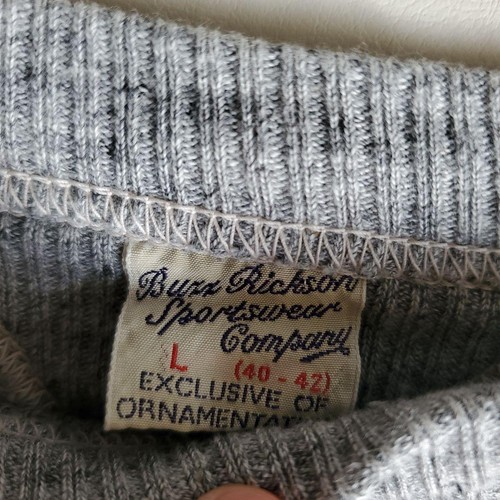 Buzz Rickson
Sportswear
Company
L (40 - 42)
EXCLUSIVE OF